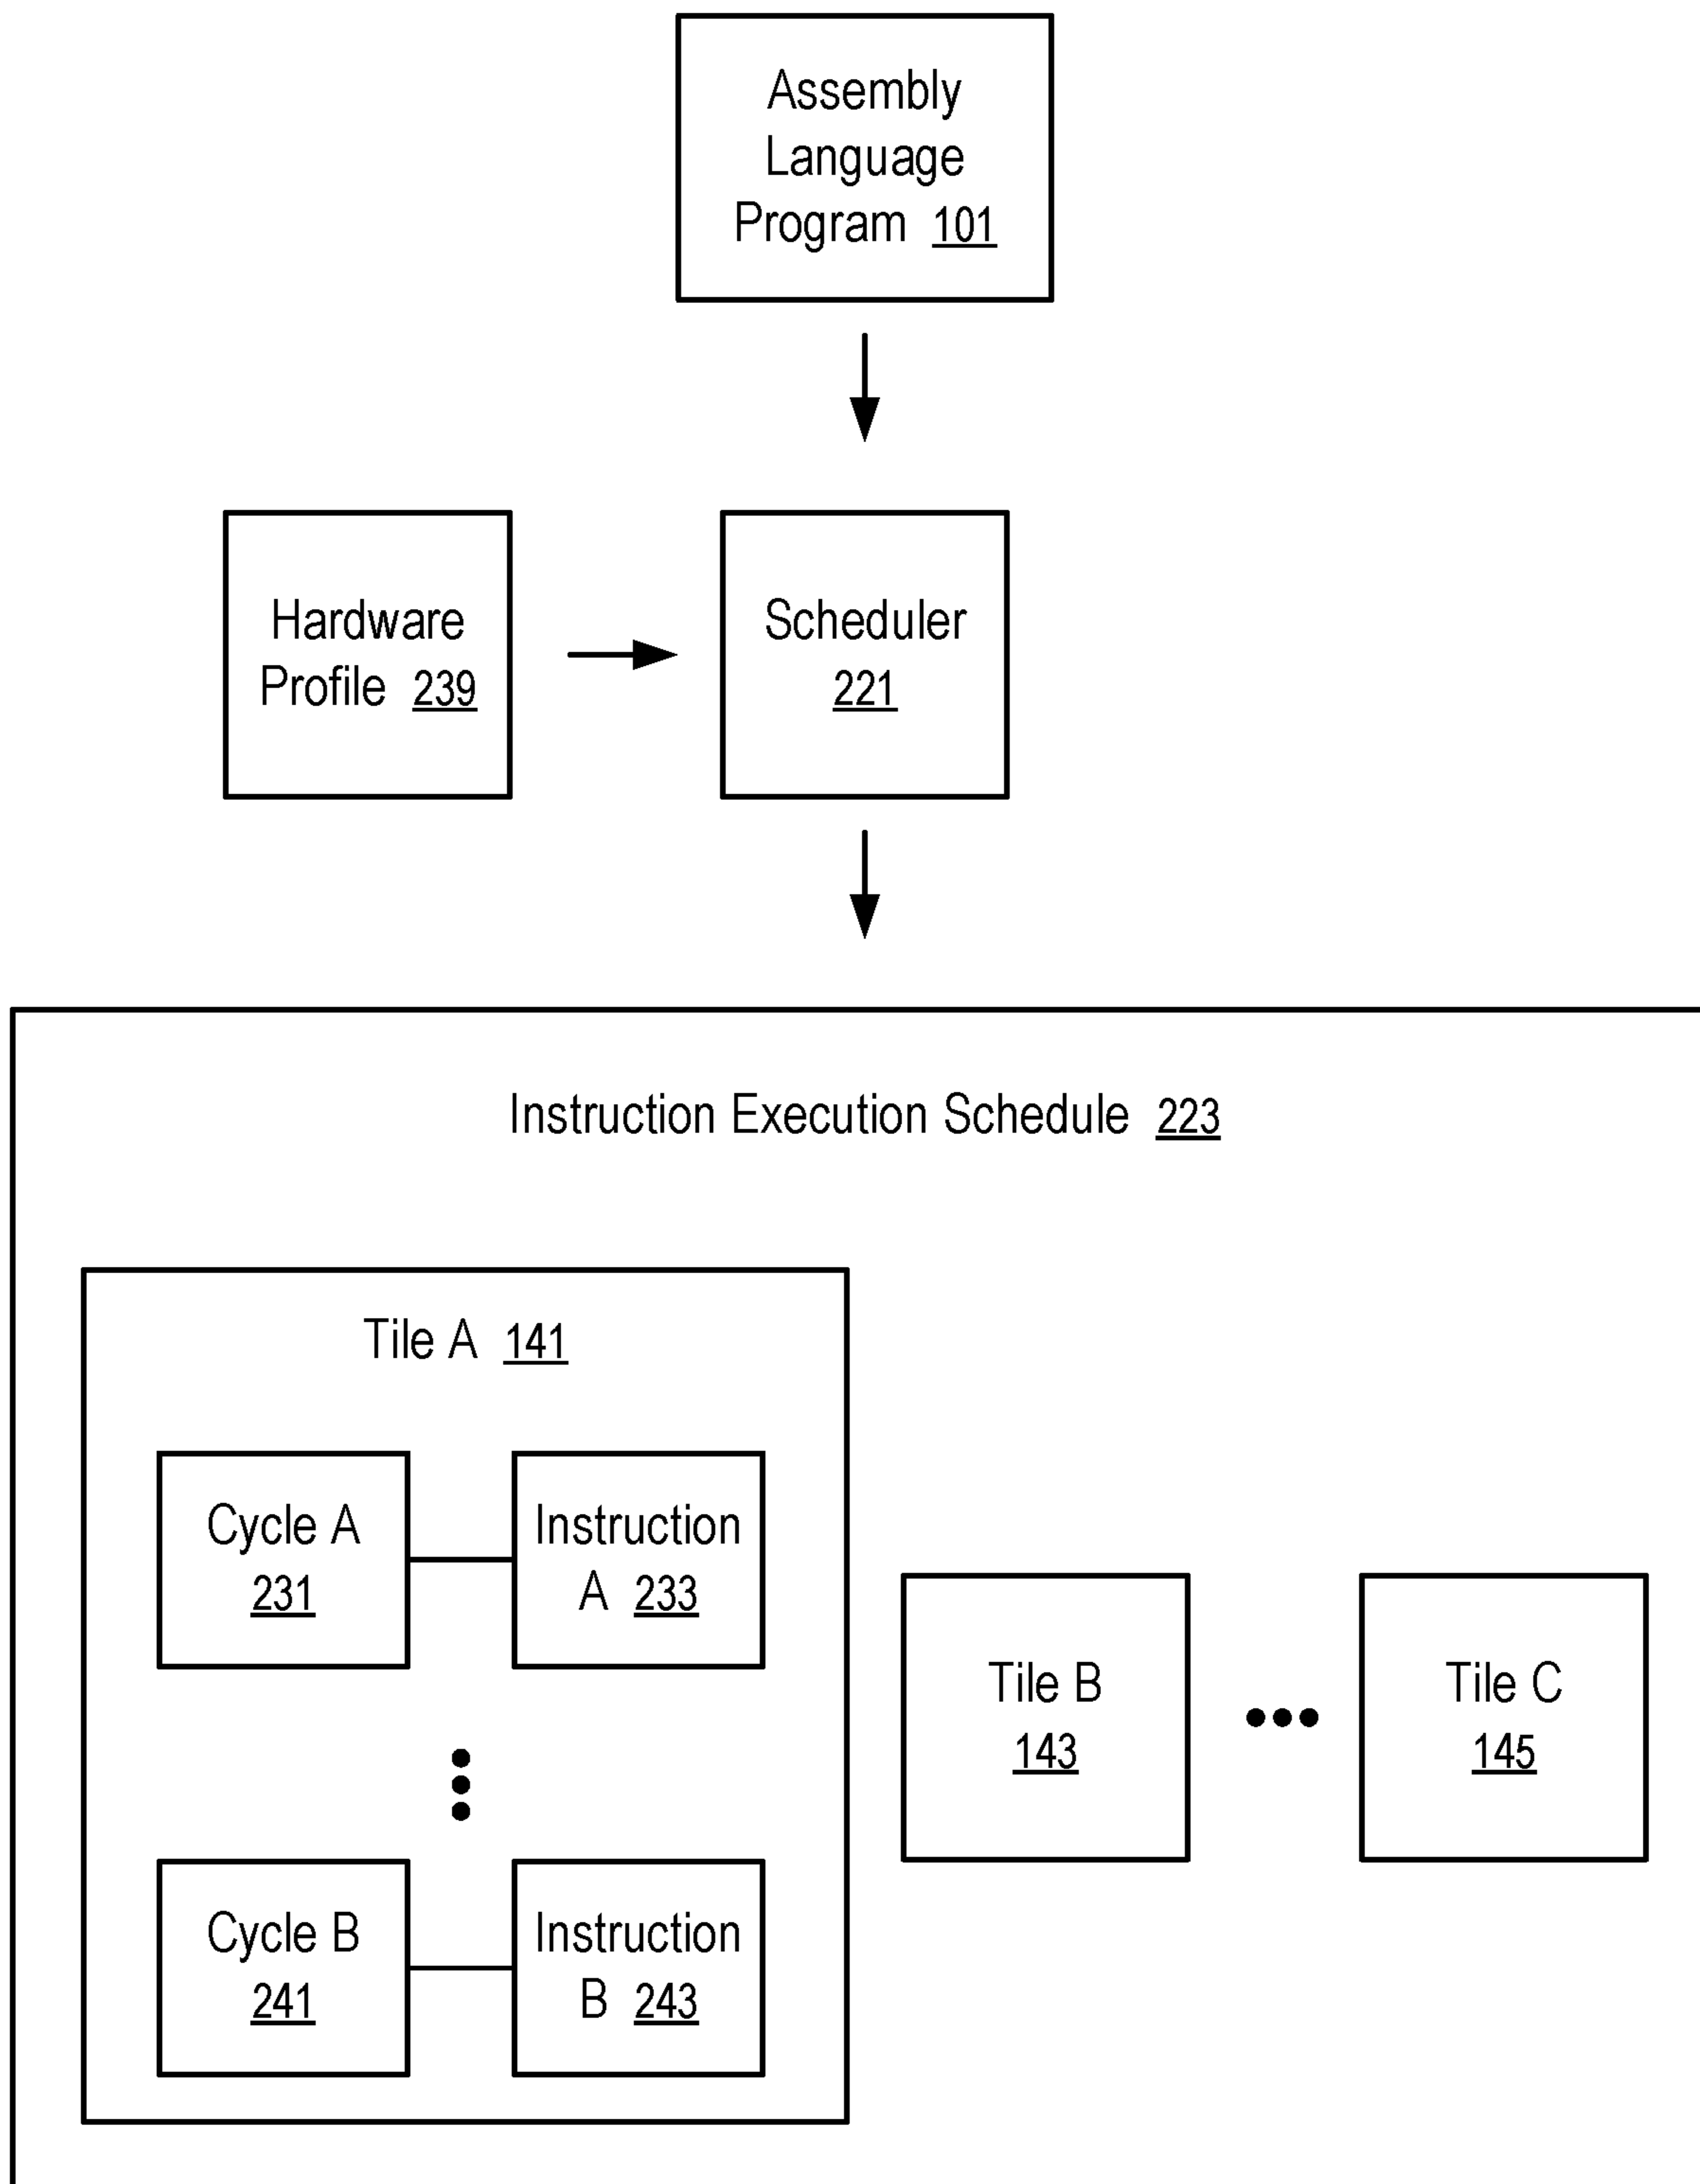 Assembly
Language
Program 101
Hardware
Profile 239
Scheduler
221
Instruction Execution Schedule 223
Tile A 141
Cycle A
231
Instruction
A 233
Tile B
143
Tile C
145
Cycle B
241
Instruction
B 243